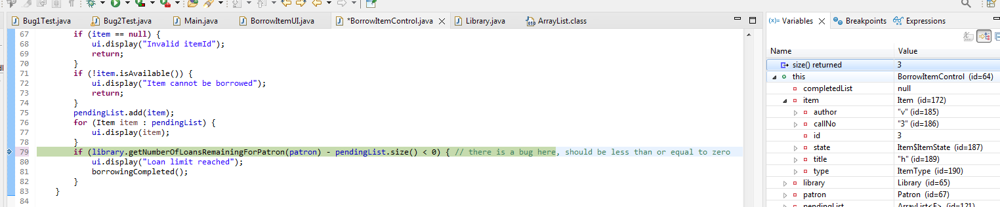 Bug1Test.java Bug2Test.java Main.java BorrowItemUI.java *BorrowItemControl.java Library.java ArrayList.class
67 if (item == null) {
68 ui.display("Invalid itemId");
69 return;
70 }
71 if (!item.isAvailable()) {
72 ui.display("Item cannot be borrowed");
73 return;
74 }
75 pendingList.add(item);
76 for (Item item : pendingList) {
77 ui.display(item);
78 }
79 if (library.getNumberOfLoansRemainingForPatron(patron) - pendingList.size() < 0) { // there is a bug here, should be less than or equal to zero
80 ui.display("Loan limit reached");
81 borrowingCompleted();
82 }
83 }
84
(x)= Variables Breakpoints Expressions
Name Value
size() returned 3
this BorrowItemControl (id=64)
completedList null
item Item (id=172)
author "v" (id=185)
callNo "3" (id=186)
id 3
state Item$ItemState (id=187)
title "h" (id=189)
type ItemType (id=190)
library Library (id=65)
patron Patron (id=67)
pendingList ArrayList<E> (id=121)